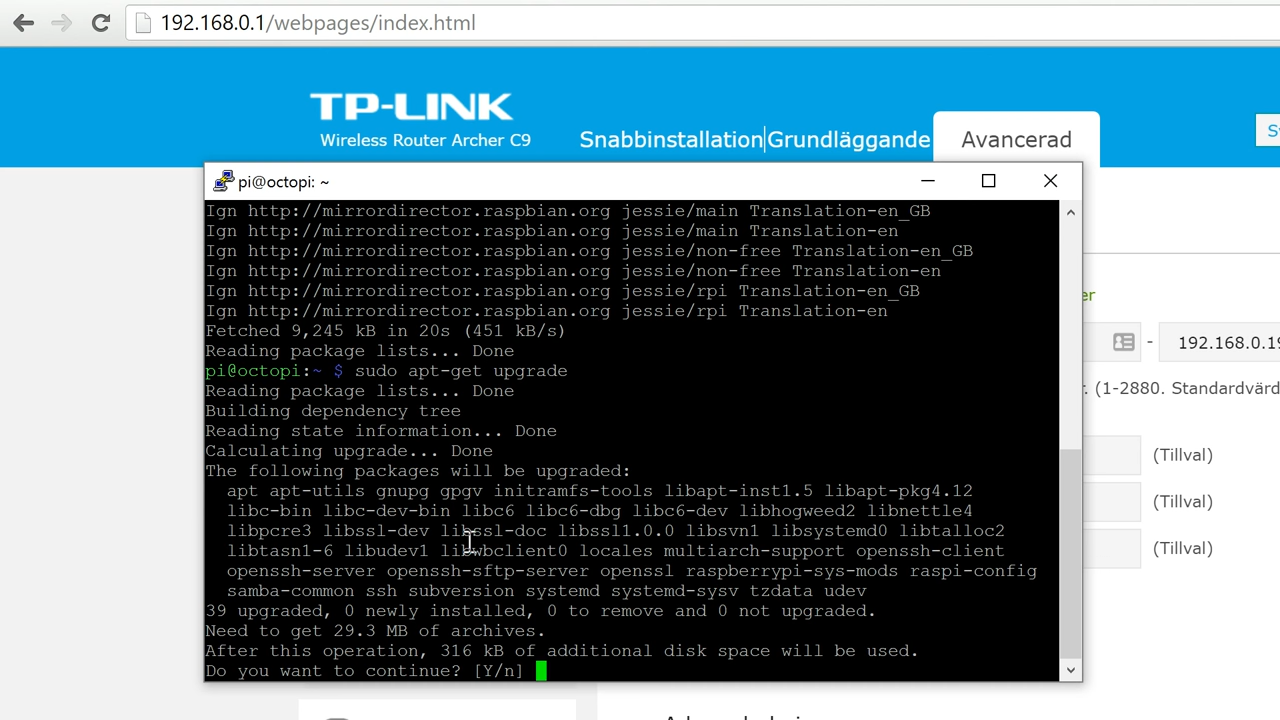 192.168.0.1/webpages/index.html
TP-LINK
Wireless Router Archer C9
Snabbinstallation
Grundläggande
Avancerad
pi@octopi: ~
Ign http://mirrordirector.raspbian.org jessie/main Translation-en_GB
Ign http://mirrordirector.raspbian.org jessie/main Translation-en
Ign http://mirrordirector.raspbian.org jessie/non-free Translation-en_GB
Ign http://mirrordirector.raspbian.org jessie/non-free Translation-en
Ign http://mirrordirector.raspbian.org jessie/rpi Translation-en_GB
Ign http://mirrordirector.raspbian.org jessie/rpi Translation-en
Fetched 9,245 kB in 20s (451 kB/s)
Reading package lists... Done
pi@octopi:~ $ sudo apt-get upgrade
Reading package lists... Done
Building dependency tree
Reading state information... Done
Calculating upgrade... Done
The following packages will be upgraded:
apt apt-utils gnupg gpgv initramfs-tools libapt-inst1.5 libapt-pkg4.12
libc-bin libc-dev-bin libc6 libc6-dbg libc6-dev libhogweed2 libnettle4
libpcre3 libssl-dev libssl-doc libssl1.0.0 libsvn1 libsystemd0 libtalloc2
libtasn1-6 libudev1 libwbclient0 locales multiarch-support openssh-client
openssh-server openssh-sftp-server openssl raspberrypi-sys-mods raspi-config
samba-common ssh subversion systemd systemd-sysv tzdata udev
39 upgraded, 0 newly installed, 0 to remove and 0 not upgraded.
Need to get 29.3 MB of archives.
After this operation, 316 kB of additional disk space will be used.
Do you want to continue? [Y/n]
er
- 192.168.0.19
r. (1-2880. Standardvärd
(Tillval)
(Tillval)
(Tillval)